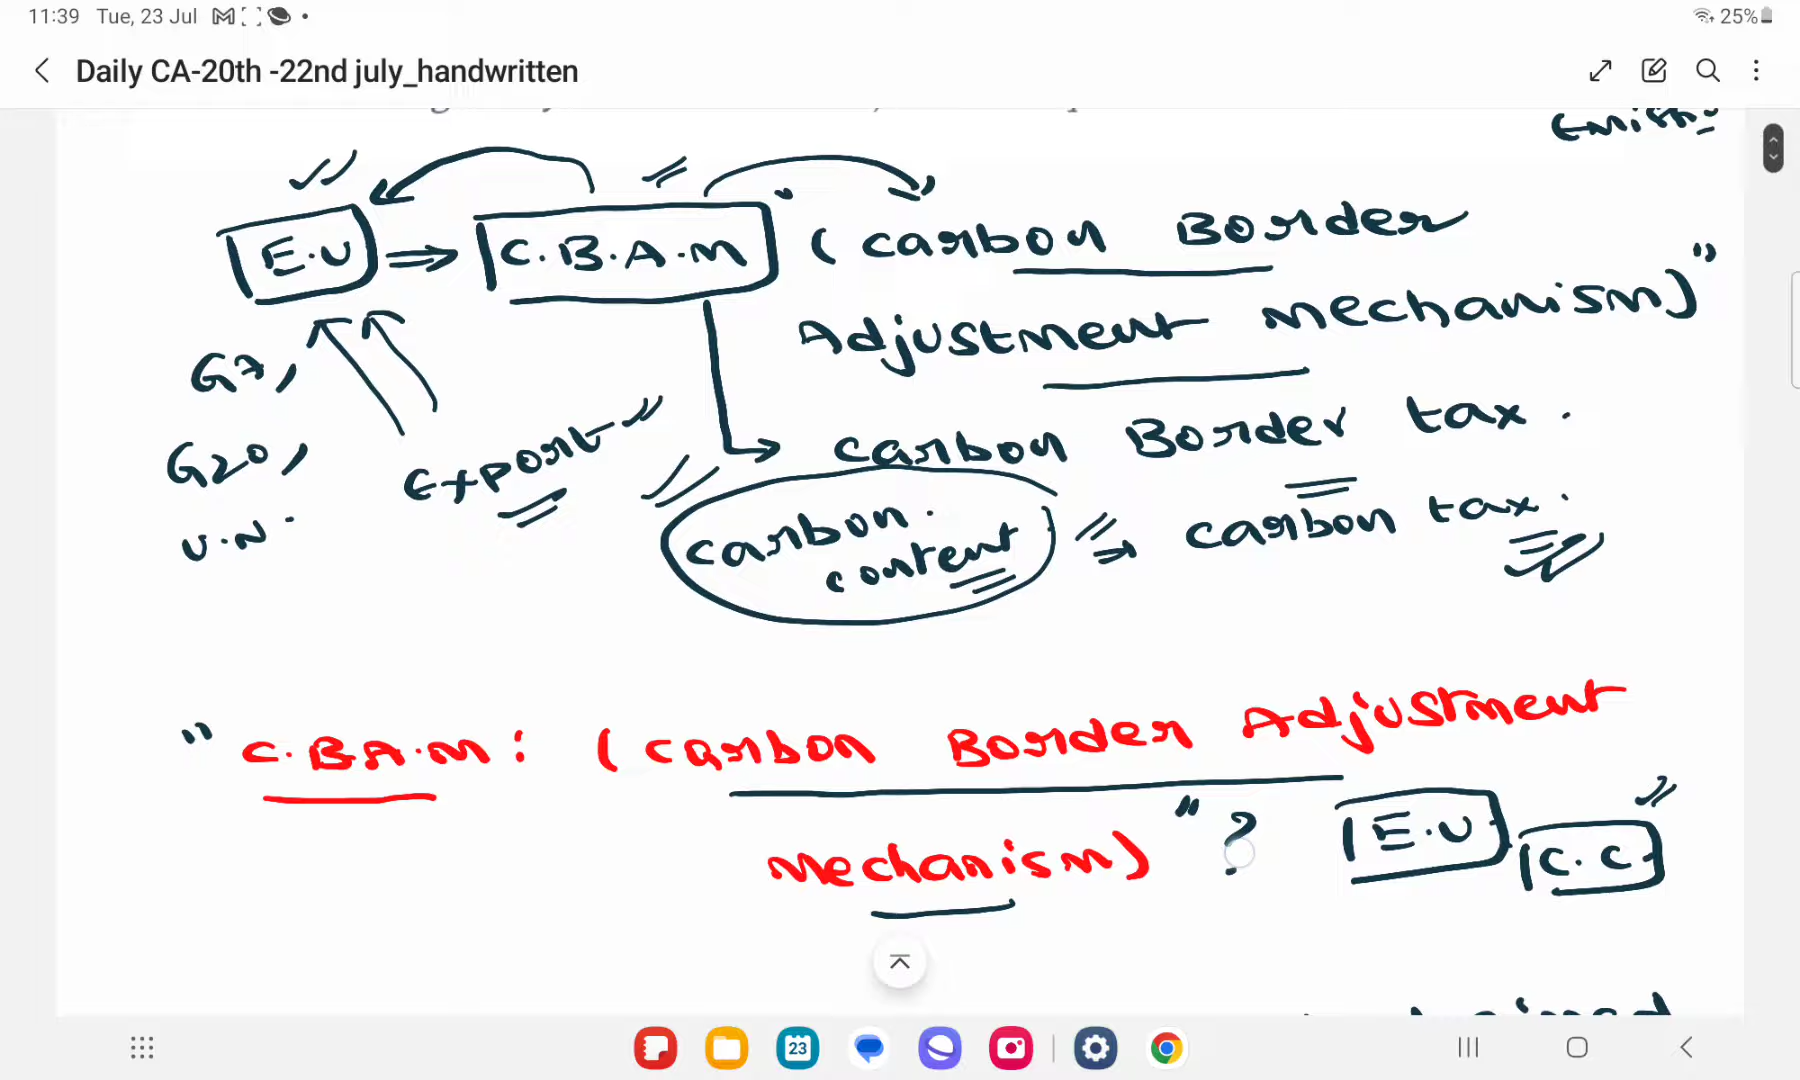 11:39 Tue, 23 Jul 25%
Daily CA-20th -22nd july_handwritten
E.U ⇒ C.B.A.M (Carbon Border
Adjustment Mechanism)"
G7,
Carbon Border tax.
G20,
Export
U.N.
Carbon content → Carbon tax.
"C.B.A.M: (Carbon Border Adjustment
Mechanism)" ?
E.U
C.C
23